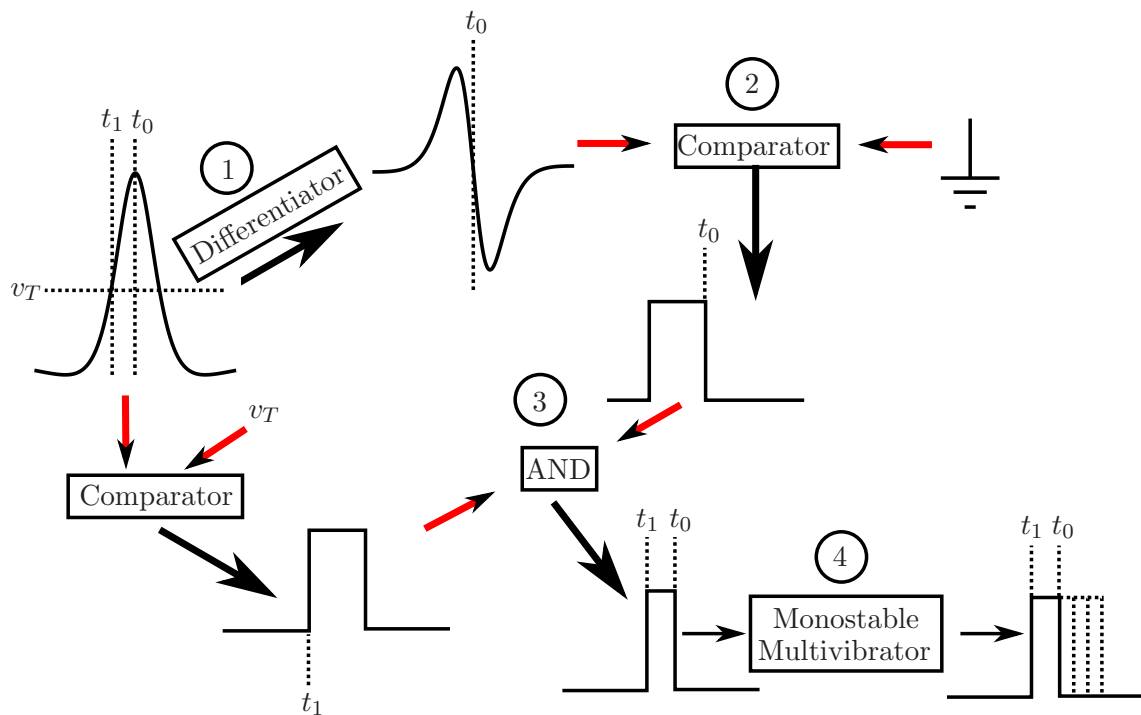 t0
2
t1 t0
1
Comparator
Differentiator
t0
vT
3
vT
AND
Comparator
t1 t0
4
t1 t0
Monostable
Multivibrator
t1